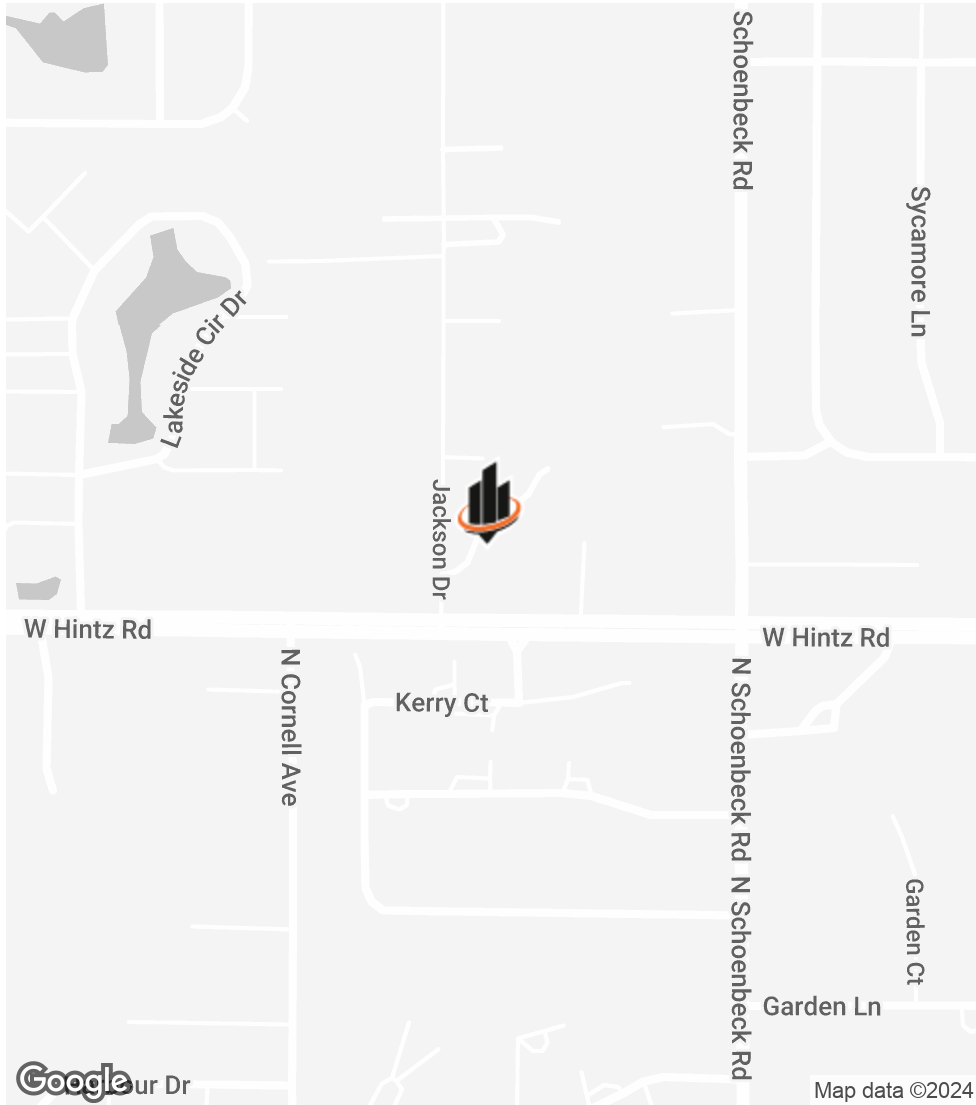 Schoenbeck Rd
Sycamore Ln
Lakeside Cir Dr
Jackson Dr
W Hintz Rd
W Hintz Rd
N Cornell Ave
Kerry Ct
N Schoenbeck Rd
N Schoenbeck Rd
Garden Ct
Garden Ln
Google
Dr
Map data ©2024